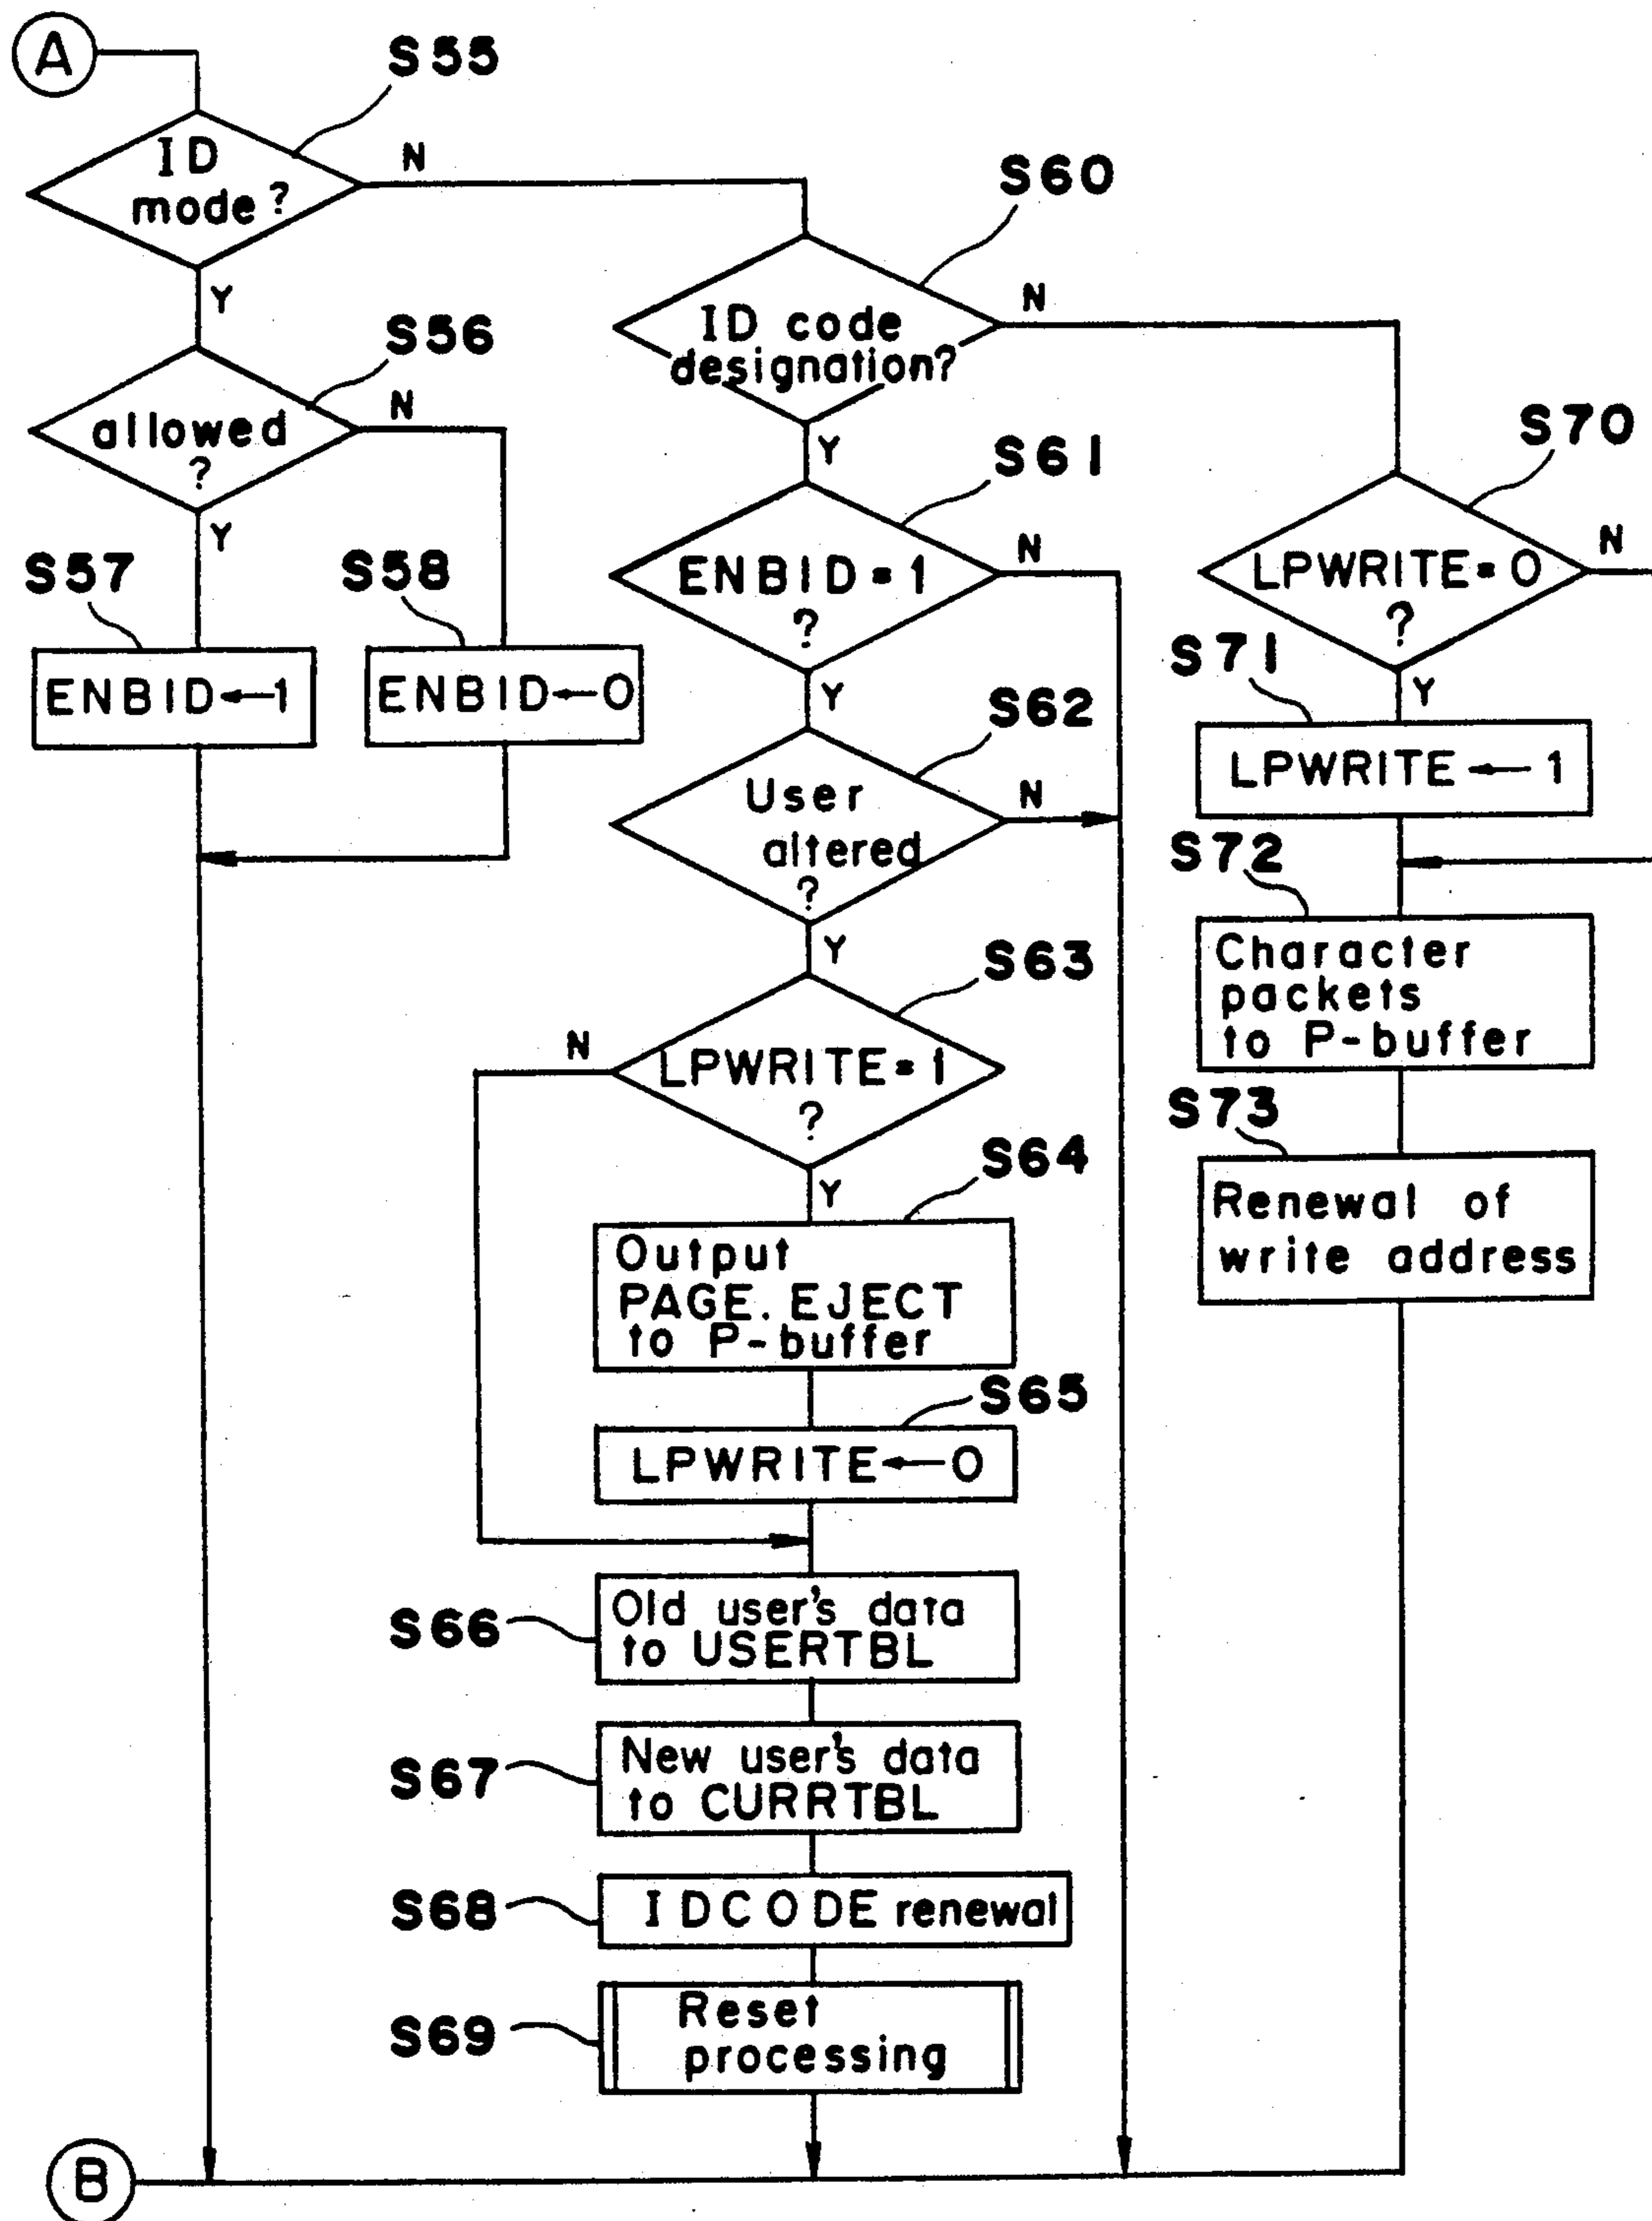 A
S55
ID
mode?
N
Y
S56
allowed
?
N
Y
S57
ENBID←1
S58
ENBID←0
S60
ID code
designation?
N
Y
S61
ENBID=1
?
N
Y
S62
User
altered
?
N
Y
S63
LPWRITE=1
?
N
Y
S64
Output
PAGE.EJECT
to P-buffer
S65
LPWRITE←0
S66
Old user's data
to USERTBL
S67
New user's data
to CURRTBL
S68
IDCODE renewal
S69
Reset
processing
S70
LPWRITE=0
?
N
Y
S71
LPWRITE←1
S72
Character
packets
to P-buffer
S73
Renewal of
write address
B